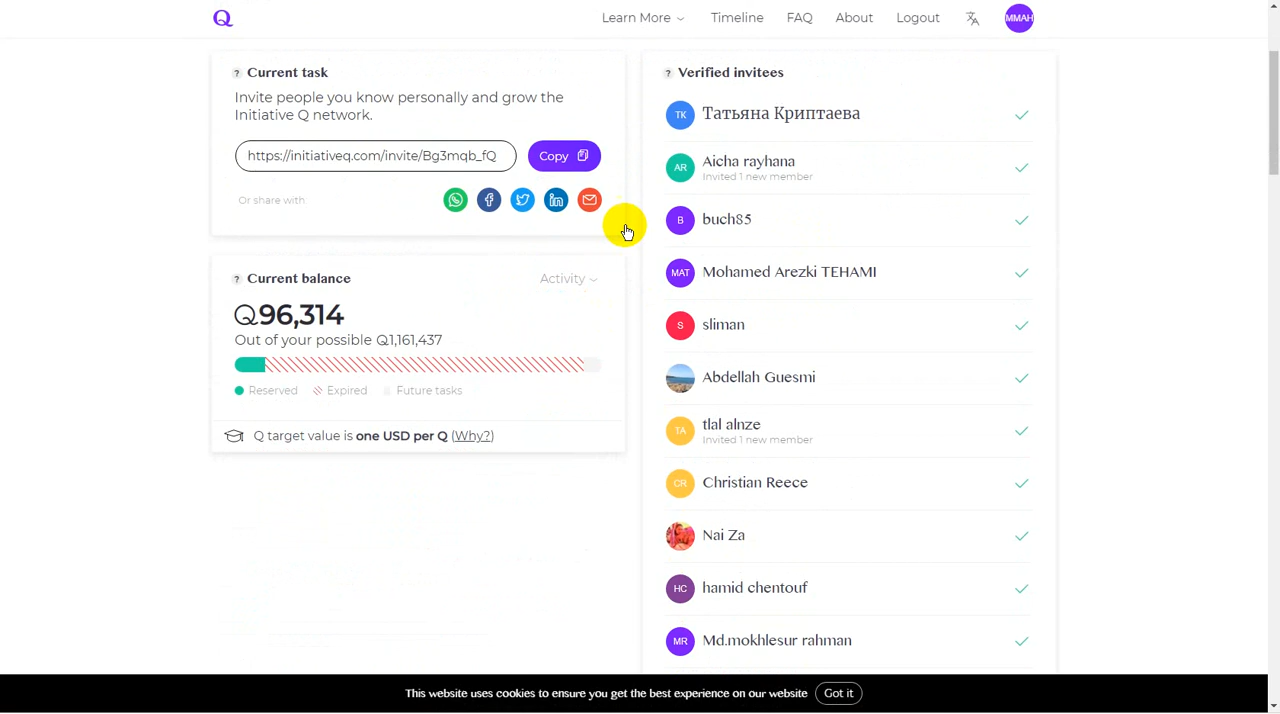 Q
Learn More
Timeline
FAQ
About
Logout
MMAH
? Current task
Invite people you know personally and grow the
Initiative Q network.
https://initiativeq.com/invite/Bg3mqb_fQ
Copy
Or share with
? Current balance
Activity
Q96,314
Out of your possible Q1,161,437
Reserved
Expired
Future tasks
Q target value is one USD per Q (Why?)
? Verified invitees
TK Татьяна Криптаева
AR Aicha rayhana
Invited 1 new member
B buch85
MAT Mohamed Arezki TEHAMI
S sliman
Abdellah Guesmi
TA tlal alnze
Invited 1 new member
CR Christian Reece
Nai Za
HC hamid chentouf
MR Md.mokhlesur rahman
This website uses cookies to ensure you get the best experience on our website
Got it